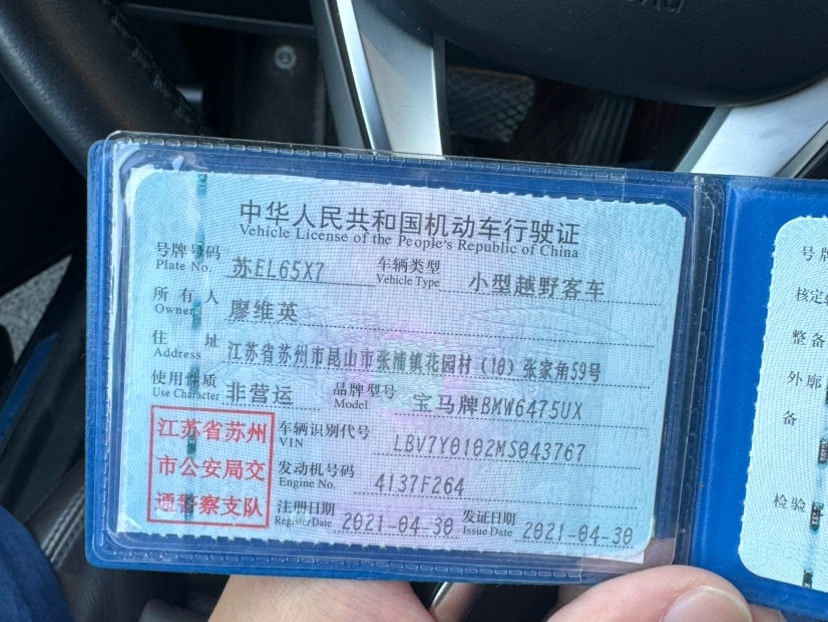 中华人民共和国机动车行驶证
Vehicle License of the People's Republic of China
号牌号码 苏EL65X7 车辆类型 小型越野客车
Plate No. Vehicle Type
所有人 廖维英
Owner
住址 江苏省苏州市昆山市张浦镇花园村（10）张家角59号
Address
使用性质 非营运 品牌型号 宝马牌BMW6475UX
Use Character Model
江苏省苏州
市公安局交
通警察支队
车辆识别代号 LBV7Y0102MS043767
VIN
发动机号码 4137F264
Engine No.
注册日期 2021-04-30 发证日期 2021-04-30
Register Date Issue Date
号牌
核定
整备
外廓
备
检验